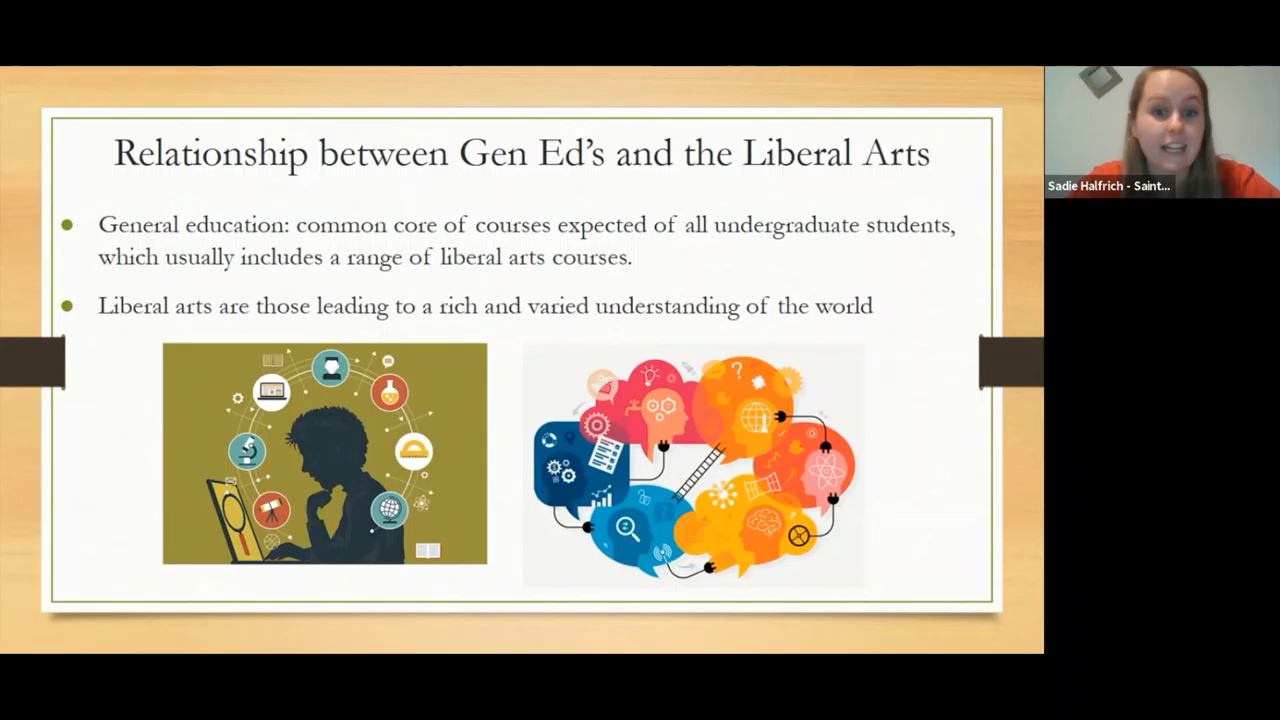 Relationship between Gen Ed's and the Liberal Arts
General education: common core of courses expected of all undergraduate students,
which usually includes a range of liberal arts courses.
Liberal arts are those leading to a rich and varied understanding of the world
Sadie Halfrich - Saint...